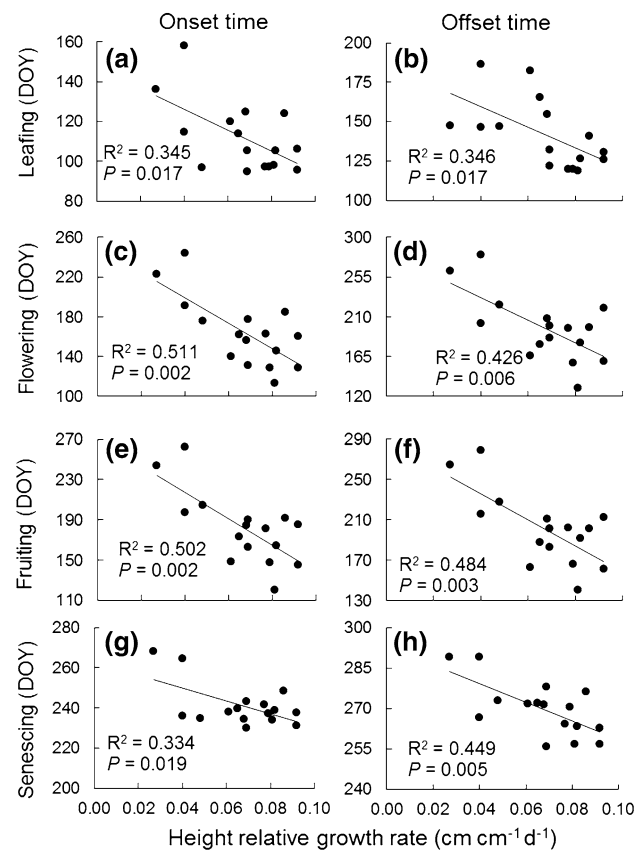 Onset time
Offset time
Leafing (DOY)
160
140
120
100
80
(a)
R² = 0.345
P = 0.017
200
175
150
125
100
(b)
R² = 0.346
P = 0.017
Flowering (DOY)
260
220
180
140
100
(c)
R² = 0.511
P = 0.002
300
255
210
165
120
(d)
R² = 0.426
P = 0.006
Fruiting (DOY)
270
230
190
150
110
(e)
R² = 0.502
P = 0.002
290
250
210
170
130
(f)
R² = 0.484
P = 0.003
Senescing (DOY)
280
260
240
220
200
(g)
R² = 0.334
P = 0.019
300
285
270
255
240
(h)
R² = 0.449
P = 0.005
0.00 0.02 0.04 0.06 0.08 0.10
0.00 0.02 0.04 0.06 0.08 0.10
Height relative growth rate (cm cm⁻¹ d⁻¹)